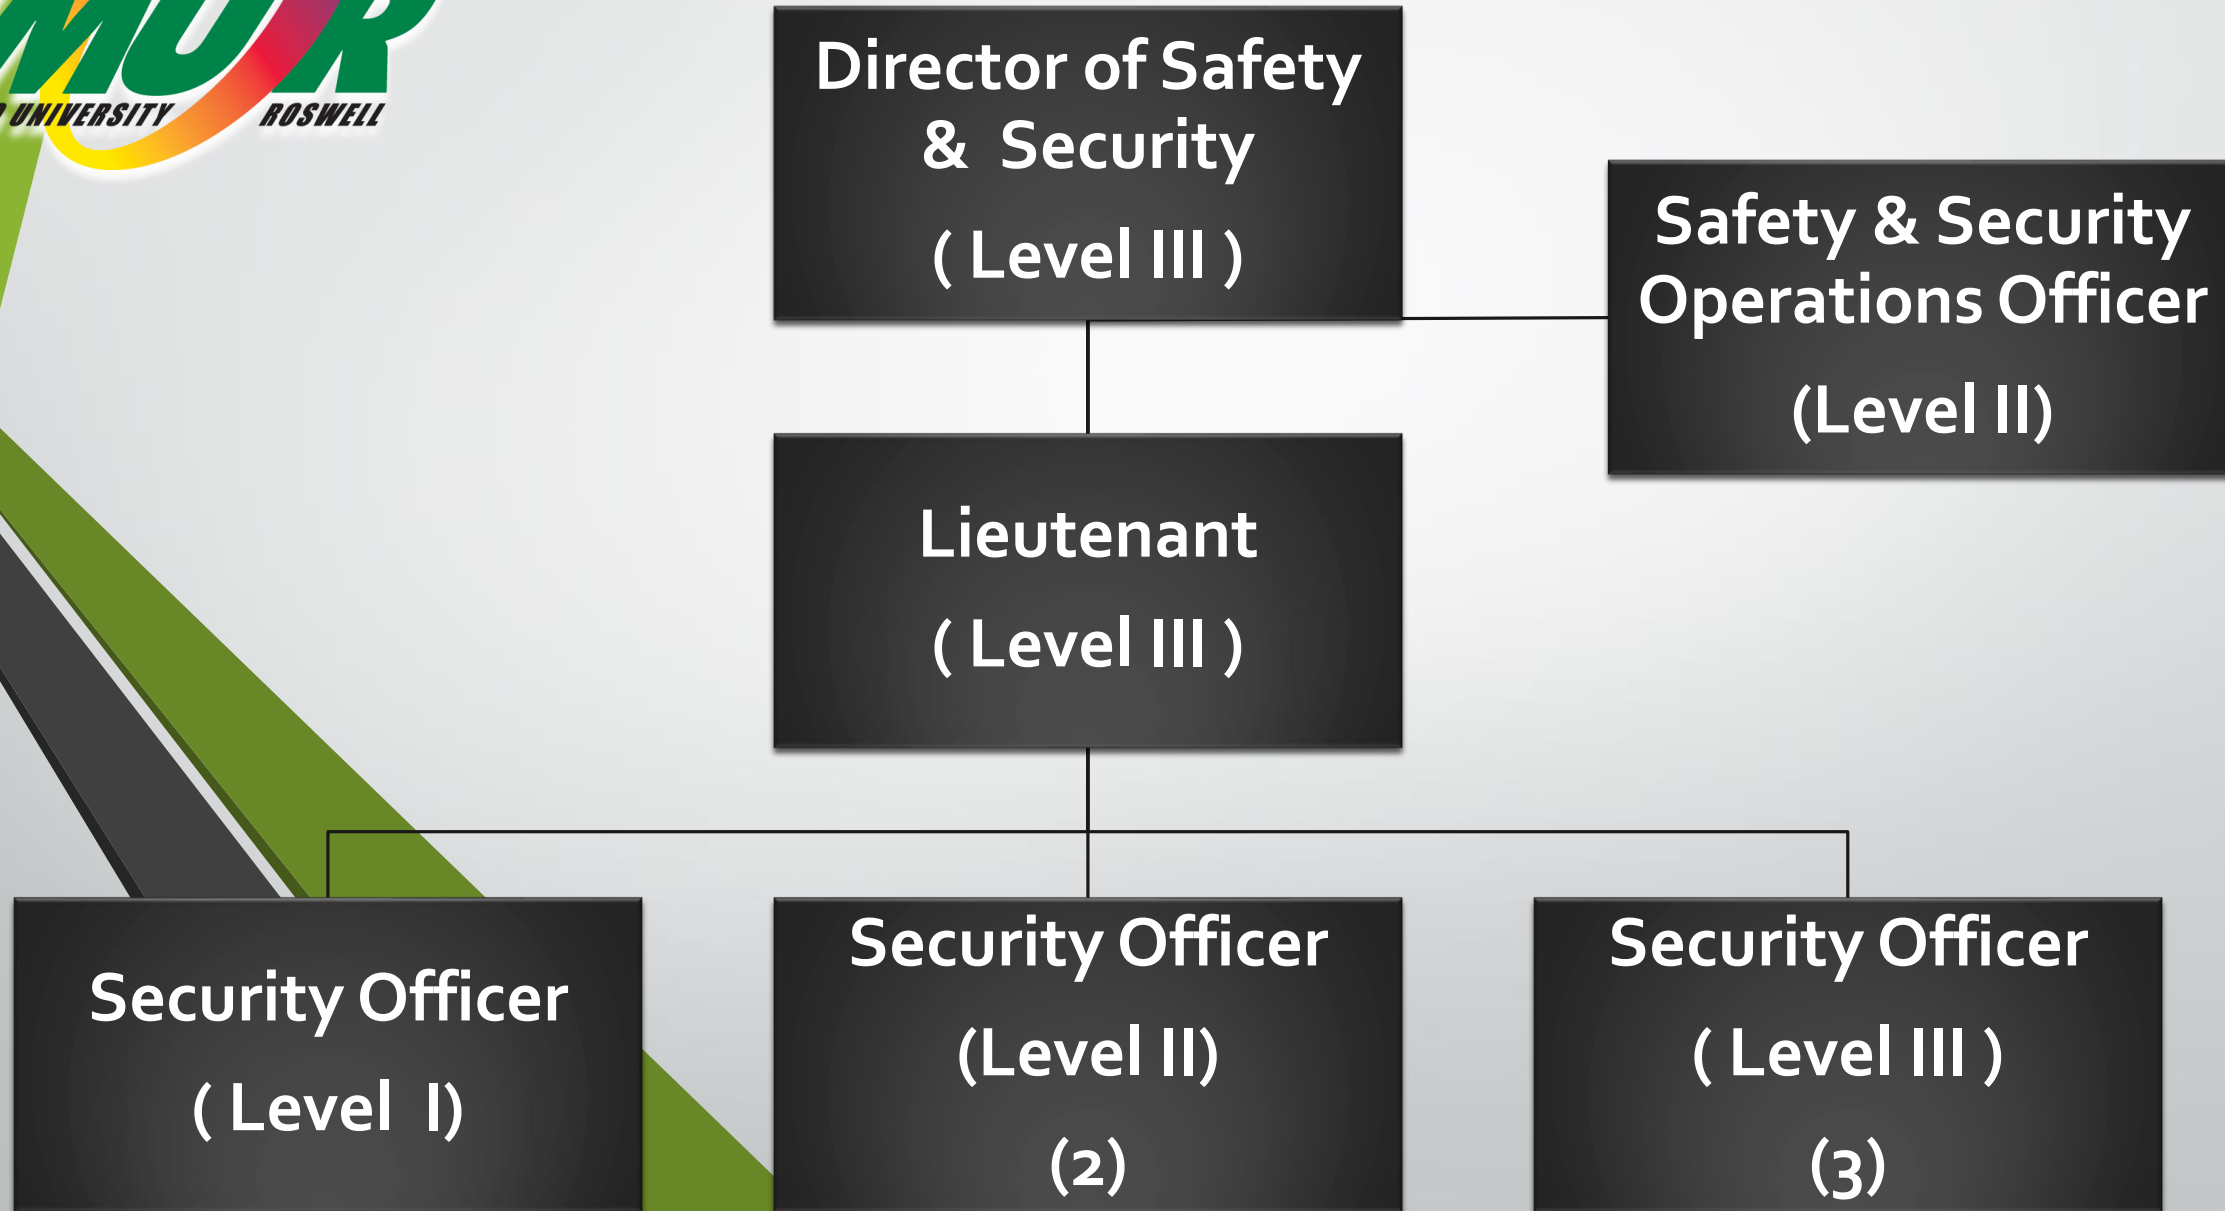 MUR
UNIVERSITY ROSWELL
Director of Safety
& Security
( Level III )
Safety & Security
Operations Officer
(Level II)
Lieutenant
( Level III )
Security Officer
( Level I)
Security Officer
(Level II)
(2)
Security Officer
( Level III )
(3)